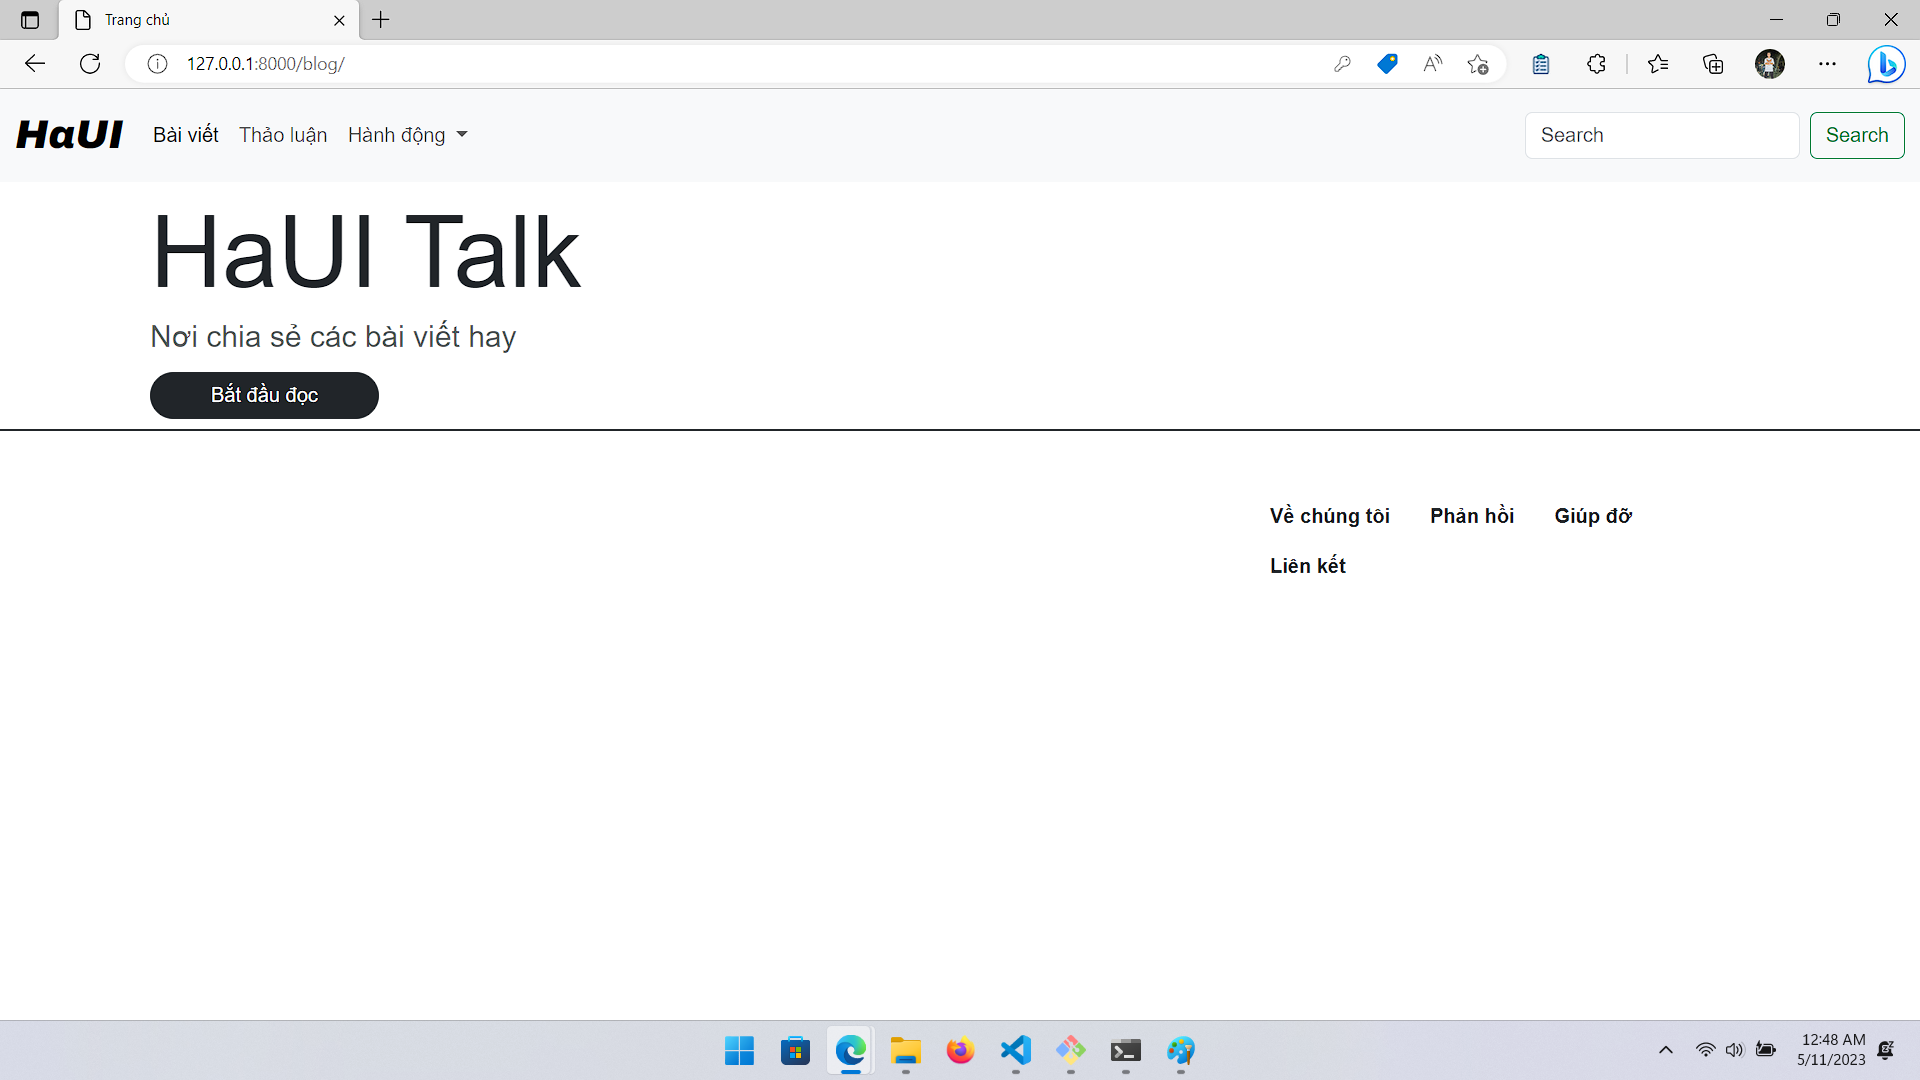 Trang chủ
127.0.0.1:8000/blog/
HaUI Bài viết Thảo luận Hành động Search Search
HaUI Talk
Nơi chia sẻ các bài viết hay
Bắt đầu đọc
Về chúng tôi Phản hồi Giúp đỡ
Liên kết
12:48 AM
5/11/2023